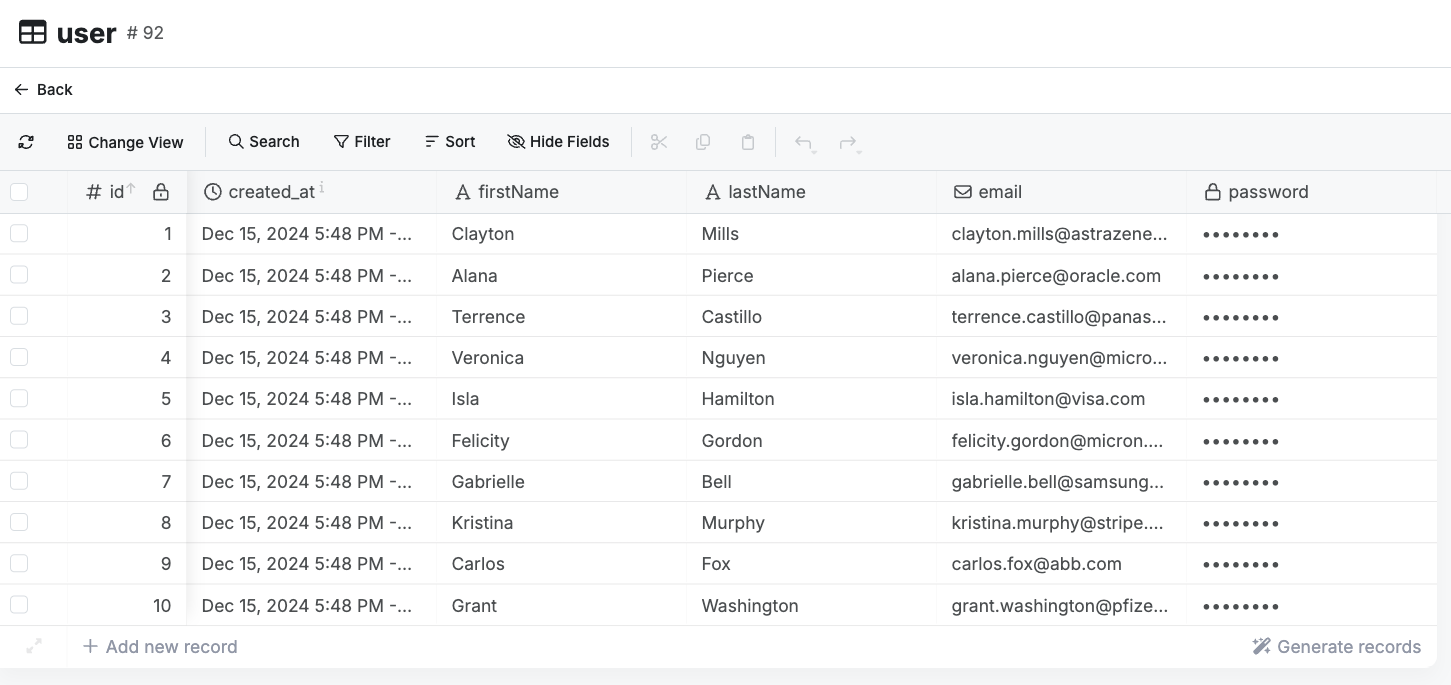 user # 92
Back
Change View Search Filter Sort Hide Fields
# id created_at i firstName lastName email password
1 Dec 15, 2024 5:48 PM -... Clayton Mills clayton.mills@astrazene... ••••••••
2 Dec 15, 2024 5:48 PM -... Alana Pierce alana.pierce@oracle.com ••••••••
3 Dec 15, 2024 5:48 PM -... Terrence Castillo terrence.castillo@panas... ••••••••
4 Dec 15, 2024 5:48 PM -... Veronica Nguyen veronica.nguyen@micro... ••••••••
5 Dec 15, 2024 5:48 PM -... Isla Hamilton isla.hamilton@visa.com ••••••••
6 Dec 15, 2024 5:48 PM -... Felicity Gordon felicity.gordon@micron.... ••••••••
7 Dec 15, 2024 5:48 PM -... Gabrielle Bell gabrielle.bell@samsung... ••••••••
8 Dec 15, 2024 5:48 PM -... Kristina Murphy kristina.murphy@stripe.... ••••••••
9 Dec 15, 2024 5:48 PM -... Carlos Fox carlos.fox@abb.com ••••••••
10 Dec 15, 2024 5:48 PM -... Grant Washington grant.washington@pfize... ••••••••
+ Add new record Generate records